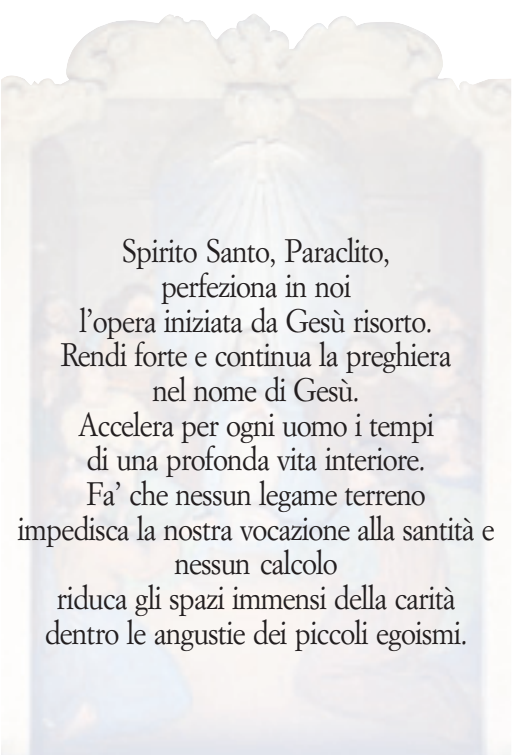 Spirito Santo, Paraclito,
perfeziona in noi
l’opera iniziata da Gesù risorto.
Rendi forte e continua la preghiera
nel nome di Gesù.
Accelera per ogni uomo i tempi
di una profonda vita interiore.
Fa’ che nessun legame terreno
impedisca la nostra vocazione alla santità e
nessun calcolo
riduca gli spazi immensi della carità
dentro le angustie dei piccoli egoismi.